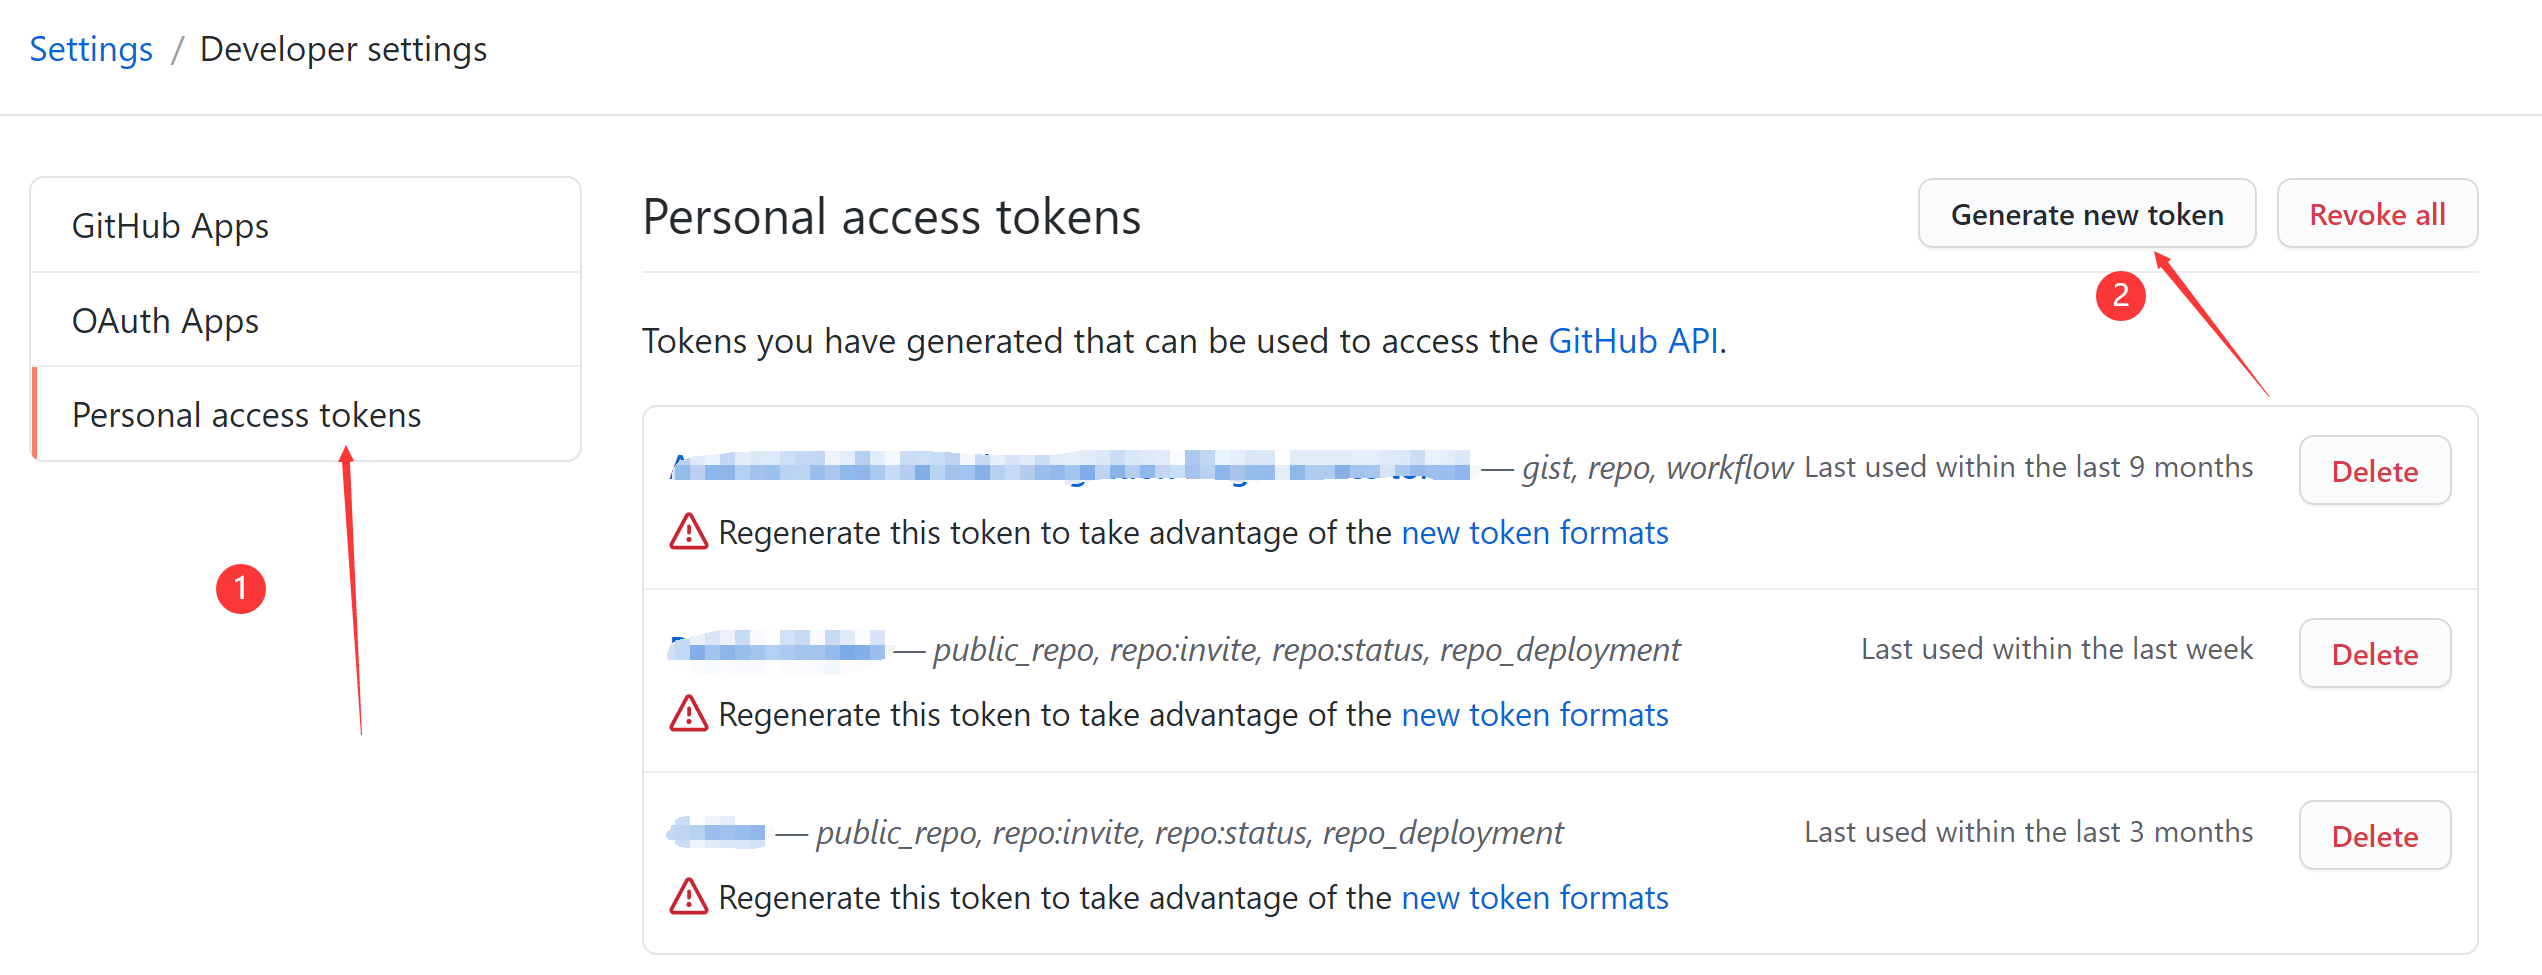 Settings / Developer settings
GitHub Apps
OAuth Apps
Personal access tokens
1
Personal access tokens
Generate new token
Revoke all
2
Tokens you have generated that can be used to access the GitHub API.
— gist, repo, workflow Last used within the last 9 months
Delete
Regenerate this token to take advantage of the new token formats
— public_repo, repo:invite, repo:status, repo_deployment Last used within the last week
Delete
Regenerate this token to take advantage of the new token formats
— public_repo, repo:invite, repo:status, repo_deployment Last used within the last 3 months
Delete
Regenerate this token to take advantage of the new token formats